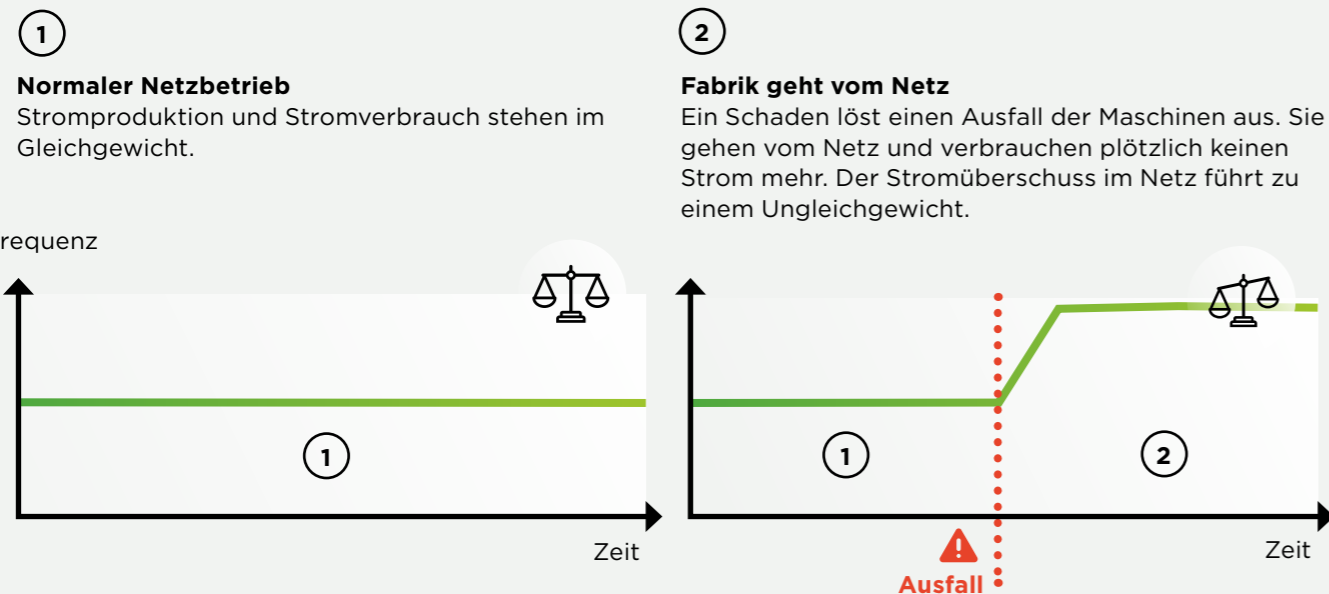 1
Normaler Netzbetrieb
Stromproduktion und Stromverbrauch stehen im
Gleichgewicht.
requenz
1
Zeit
2
Fabrik geht vom Netz
Ein Schaden löst einen Ausfall der Maschinen aus. Sie
gehen vom Netz und verbrauchen plötzlich keinen
Strom mehr. Der Stromüberschuss im Netz führt zu
einem Ungleichgewicht.
1
2
Zeit
Ausfall